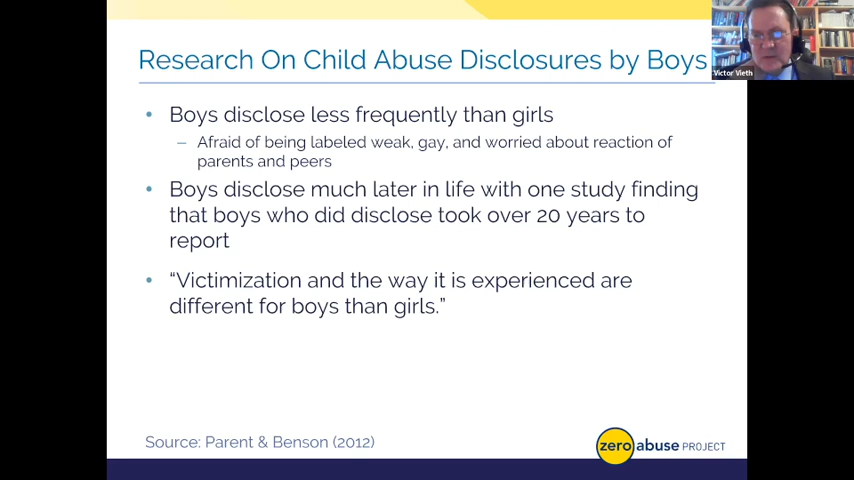 Research On Child Abuse Disclosures by Boys
Victor Vieth
• Boys disclose less frequently than girls
– Afraid of being labeled weak, gay, and worried about reaction of
parents and peers
• Boys disclose much later in life with one study finding
that boys who did disclose took over 20 years to
report
• “Victimization and the way it is experienced are
different for boys than girls.”
Source: Parent & Benson (2012)
zero abuse PROJECT